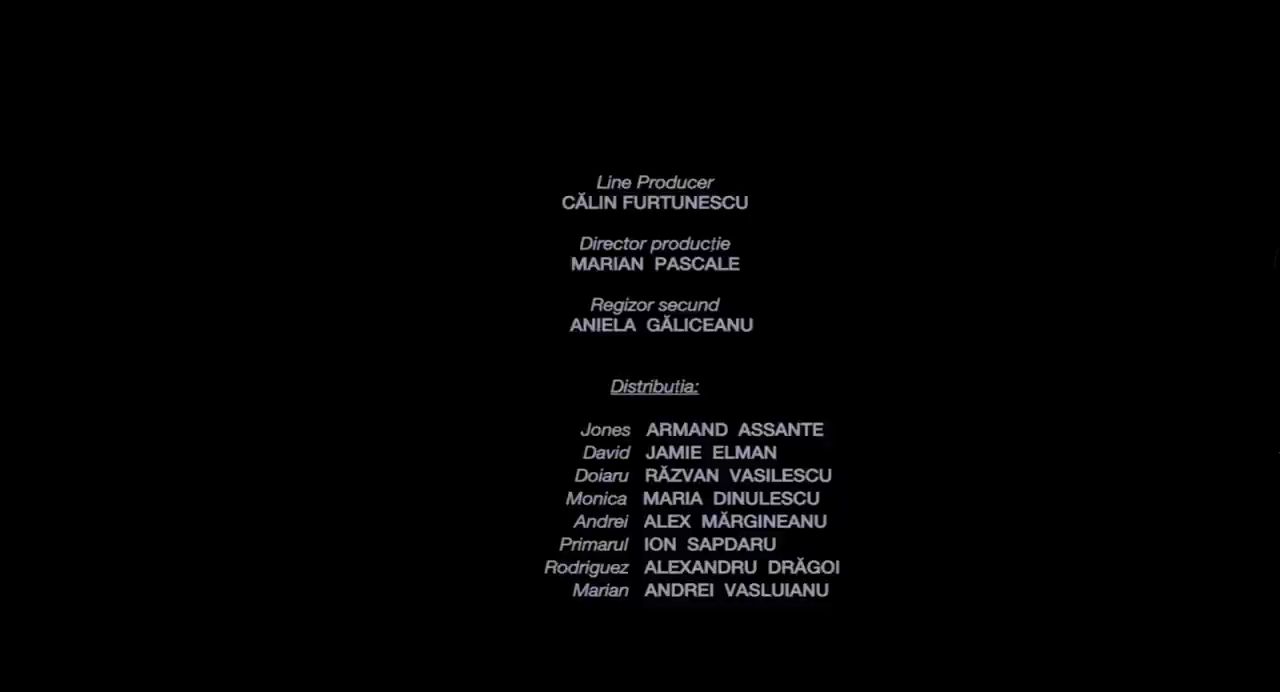 Line Producer
CĂLIN FURTUNESCU
Director producție
MARIAN PASCALE
Regizor secund
ANIELA GĂLICEANU
Distribuția:
Jones ARMAND ASSANTE
David JAMIE ELMAN
Doiaru RĂZVAN VASILESCU
Monica MARIA DINULESCU
Andrei ALEX MĂRGINEANU
Primarul ION SAPDARU
Rodriguez ALEXANDRU DRĂGOI
Marian ANDREI VASLUIANU